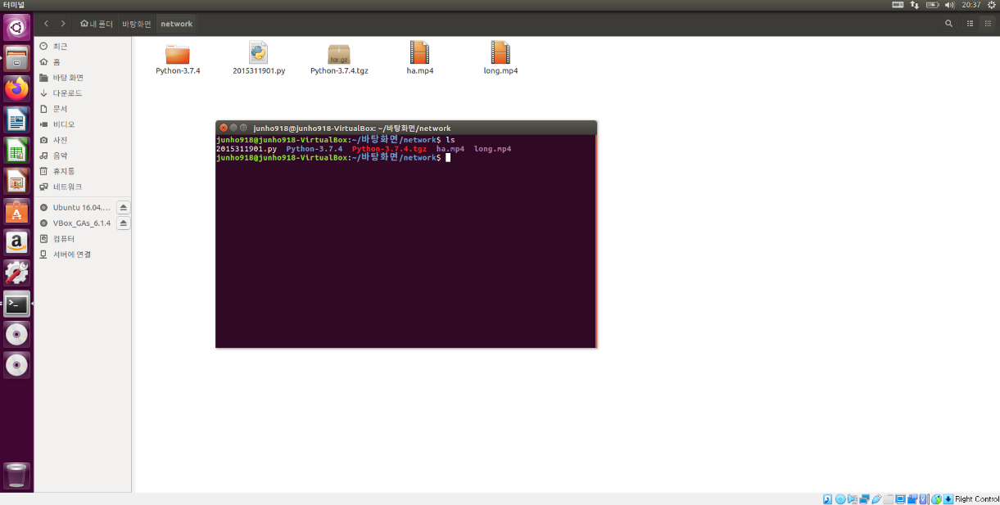 터미널
20:37
내 폴더 바탕화면 network
최근
홈
바탕 화면
다운로드
문서
비디오
사진
음악
휴지통
네트워크
Ubuntu 16.04....
VBox_GAs_6.1.4
컴퓨터
서버에 연결
Python-3.7.4
2015311901.py
tar.gz
Python-3.7.4.tgz
ha.mp4
long.mp4
junho918@junho918-VirtualBox: ~/바탕화면/network
junho918@junho918-VirtualBox:~/바탕화면/network$ ls
2015311901.py Python-3.7.4 Python-3.7.4.tgz ha.mp4 long.mp4
junho918@junho918-VirtualBox:~/바탕화면/network$
Right Control